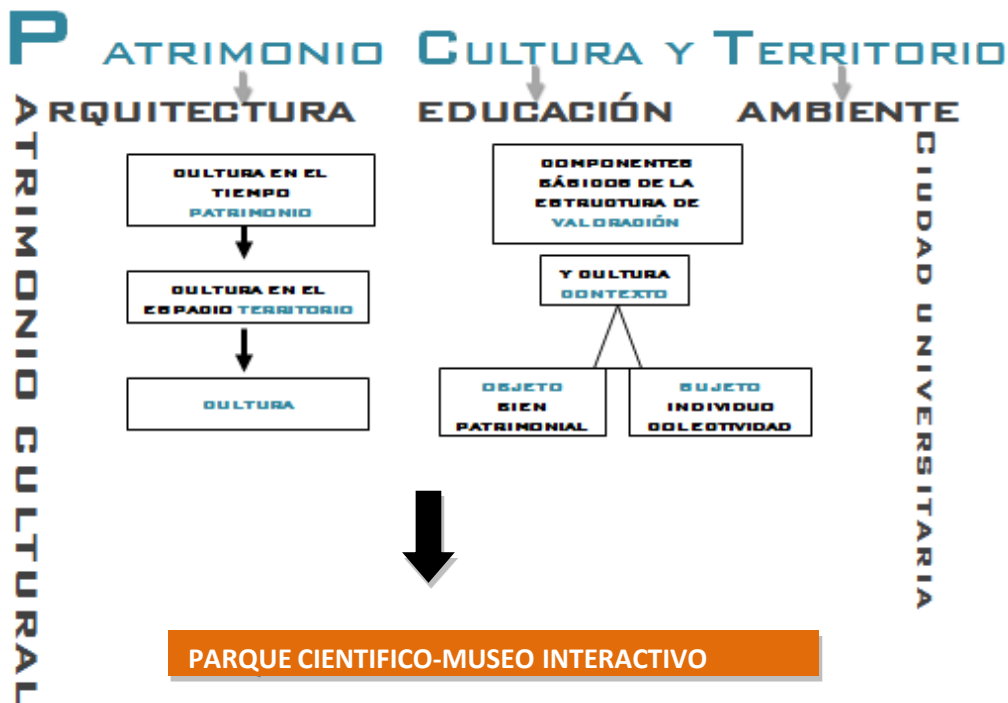 PATRIMONIO CULTURA Y TERRITORIO
ARQUITECTURA EDUCACIÓN AMBIENTE
PATRIMONIO CULTURAL
CULTURA EN EL
TIEMPO
PATRIMONIO
CULTURA EN EL
ESPACIO TERRITORIO
CULTURA
COMPONENTES
BÁSICOS DE LA
ESTRUCTURA DE
VALORACIÓN
Y CULTURA
CONTEXTO
OBJETO
BIEN
PATRIMONIAL
SUJETO
INDIVIDUO
COLECTIVIDAD
CIUDAD UNIVERSITARIA
PARQUE CIENTIFICO-MUSEO INTERACTIVO